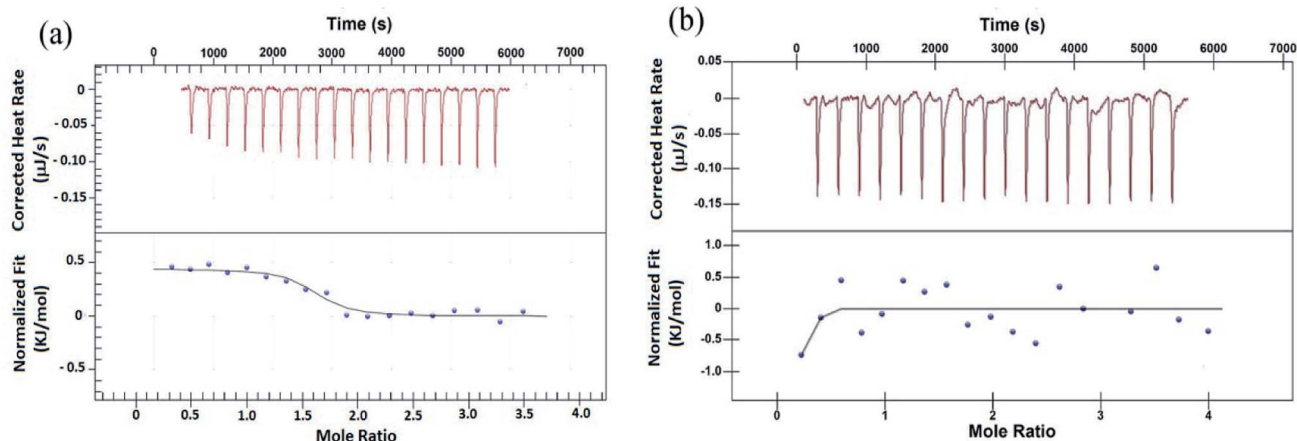 (a)
Time (s)
0 1000 2000 3000 4000 5000 6000 7000
Corrected Heat Rate
(µJ/s)
0
- 0.05
- 0.10
- 0.15
Normalized Fit
(KJ/mol)
0.5
0
- 0.5
0 0.5 1.0 1.5 2.0 2.5 3.0 3.5 4.0
Mole Ratio
(b)
Time (s)
0 1000 2000 3000 4000 5000 6000 7000
Corrected Heat Rate
(µJ/s)
0.05
0
-0.05
-0.10
-0.15
Normalized Fit
(KJ/mol)
1.0
0.5
0
-0.5
-1.0
0 1 2 3 4
Mole Ratio